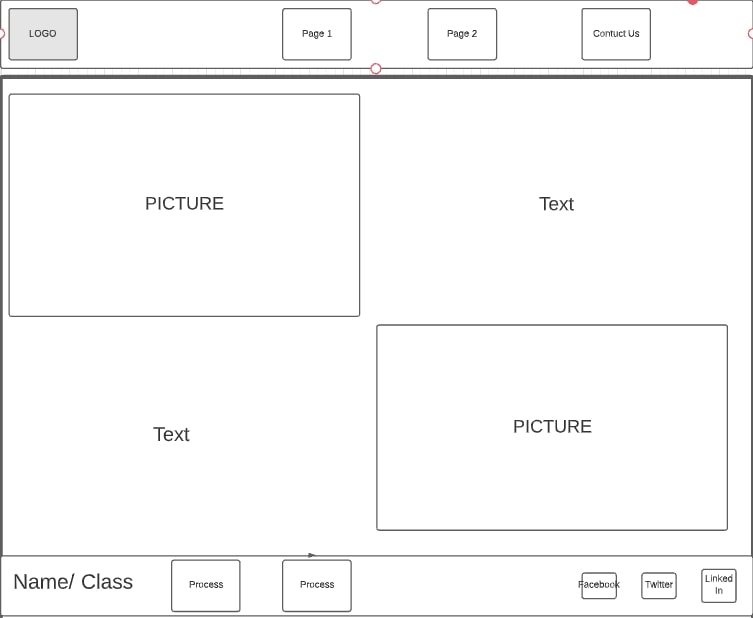 LOGO
Page 1
Page 2
Contuct Us
PICTURE
Text
Text
PICTURE
Name/ Class
Process
Process
Facebook
Twitter
Linked
In